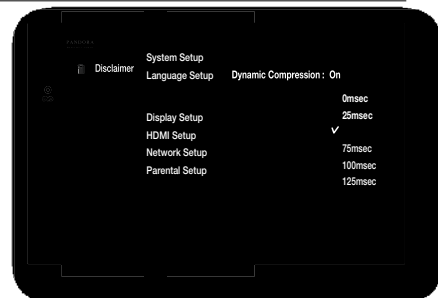 PANDORA
System Setup
Disclaimer
Language Setup
Dynamic Compression : On
0msec
Display Setup
25msec
HDMI Setup
Network Setup
75msec
Parental Setup
100msec
125msec